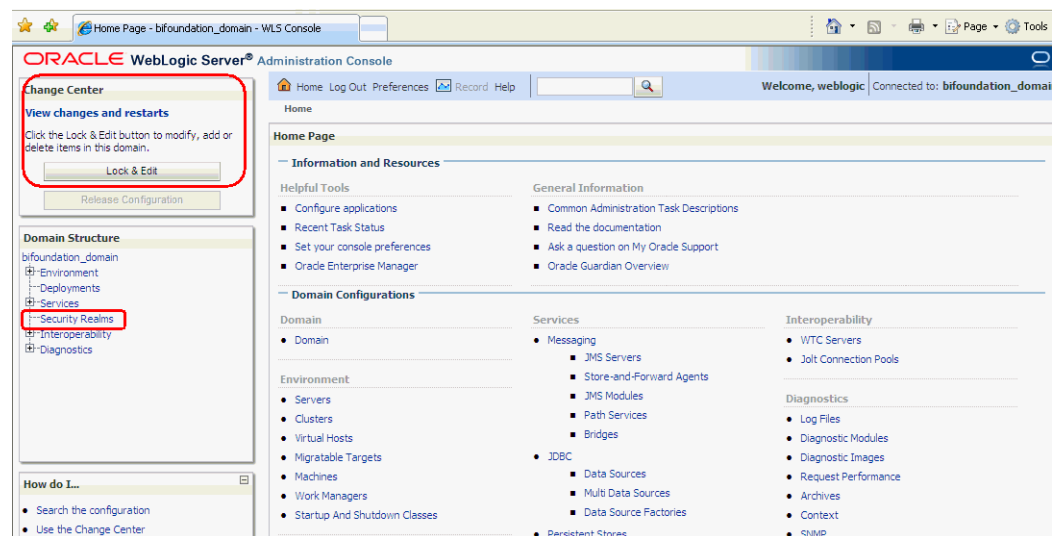 Home Page - bifoundation_domain - WLS Console
Page
Tools
ORACLE WebLogic Server® Administration Console
Change Center
View changes and restarts
Click the Lock & Edit button to modify, add or
delete items in this domain.
Lock & Edit
Release Configuration
Domain Structure
bifoundation_domain
Environment
Deployments
Services
Security Realms
Interoperability
Diagnostics
How do I...
Search the configuration
Use the Change Center
Home Log Out Preferences Record Help
Welcome, weblogic Connected to: bifoundation_domain
Home
Home Page
Information and Resources
Helpful Tools
Configure applications
Recent Task Status
Set your console preferences
Oracle Enterprise Manager
General Information
Common Administration Task Descriptions
Read the documentation
Ask a question on My Oracle Support
Oracle Guardian Overview
Domain Configurations
Domain
Domain
Environment
Servers
Clusters
Virtual Hosts
Migratable Targets
Machines
Work Managers
Startup And Shutdown Classes
Services
Messaging
JMS Servers
Store-and-Forward Agents
JMS Modules
Path Services
Bridges
JDBC
Data Sources
Multi Data Sources
Data Source Factories
Persistent Stores
Interoperability
WTC Servers
Jolt Connection Pools
Diagnostics
Log Files
Diagnostic Modules
Diagnostic Images
Request Performance
Archives
Context
SNMP